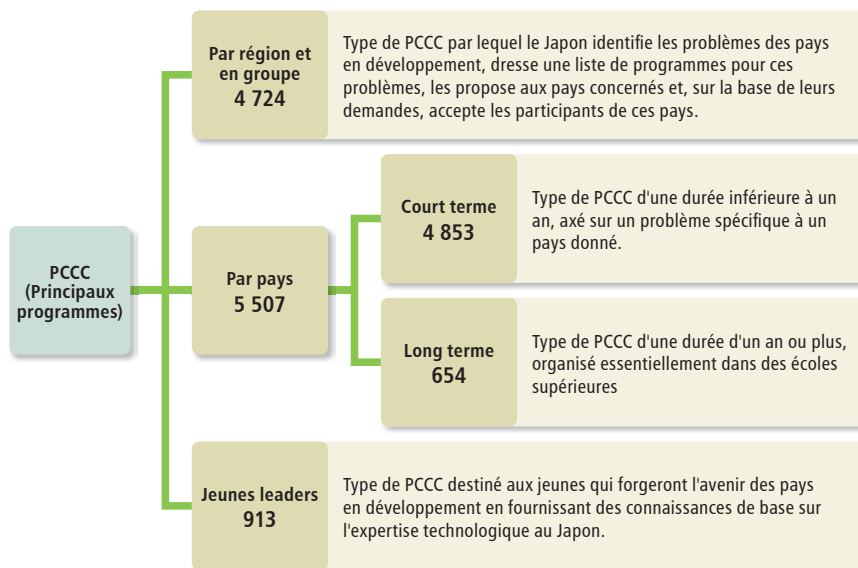 Par région et
en groupe
4 724
Type de PCCC par lequel le Japon identifie les problèmes des pays
en développement, dresse une liste de programmes pour ces
problèmes, les propose aux pays concernés et, sur la base de leurs
demandes, accepte les participants de ces pays.
PCCC
(Principaux
programmes)
Par pays
5 507
Court terme
4 853
Type de PCCC d'une durée inférieure à un
an, axé sur un problème spécifique à un
pays donné.
Long terme
654
Type de PCCC d'une durée d'un an ou plus,
organisé essentiellement dans des écoles
supérieures
Jeunes leaders
913
Type de PCCC destiné aux jeunes qui forgeront l'avenir des pays
en développement en fournissant des connaissances de base sur
l'expertise technologique au Japon.